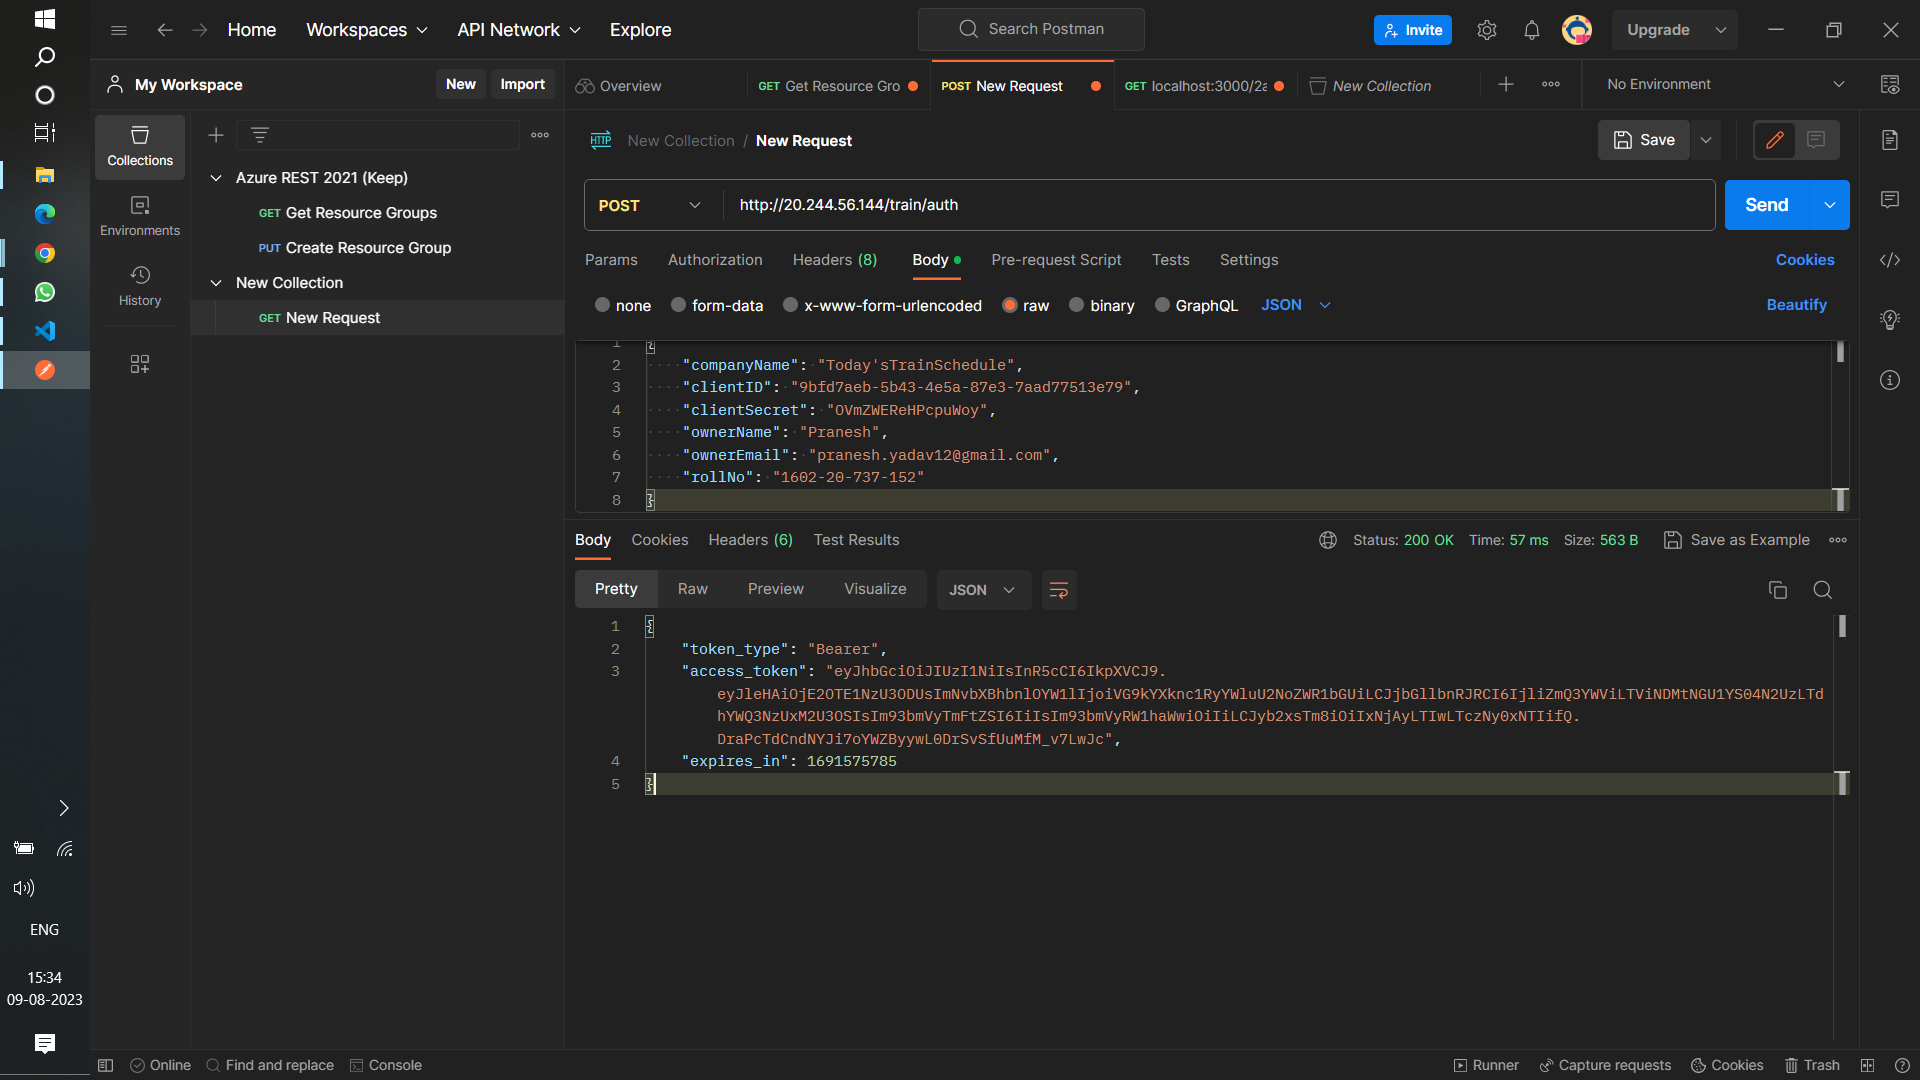 Home
Workspaces
API Network
Explore
Search Postman
Invite
Upgrade
My Workspace
New
Import
Overview
GET Get Resource Gro
POST New Request
GET localhost:3000/2a
New Collection
No Environment
Collections
Environments
History
Azure REST 2021 (Keep)
GET Get Resource Groups
PUT Create Resource Group
New Collection
GET New Request
HTTP New Collection / New Request
Save
POST
http://20.244.56.144/train/auth
Send
Params
Authorization
Headers (8)
Body
Pre-request Script
Tests
Settings
Cookies
none
form-data
x-www-form-urlencoded
raw
binary
GraphQL
JSON
Beautify
1 {
2 "companyName": "Today'sTrainSchedule",
3 "clientID": "9bfd7aeb-5b43-4e5a-87e3-7aad77513e79",
4 "clientSecret": "OVmZWEReHPcpuWoy",
5 "ownerName": "Pranesh",
6 "ownerEmail": "pranesh.yadav12@gmail.com",
7 "rollNo": "1602-20-737-152"
8 }
Body
Cookies
Headers (6)
Test Results
Status: 200 OK
Time: 57 ms
Size: 563 B
Save as Example
Pretty
Raw
Preview
Visualize
JSON
1 {
2 "token_type": "Bearer",
3 "access_token": "eyJhbGciOiJIUzI1NiIsInR5cCI6IkpXVCJ9.
eyJleHAiOjE2OTE1NzU3ODUsImNvbXBhbnlOYW1lIjoiVG9kYXknc1RyYWluU2NoZWR1bGUiLCJjbGllbnRJRCI6IjliZmQ3YWViLTViNDMtNGU1YS04N2UzLTd
hYWQ3NzUxM2U3OSIsIm93bmVyTmFtZSI6IiIsIm93bmVyRW1haWwiOiIiLCJyb2xsTm8iOiIxNjAyLTIwLTczNy0xNTIifQ.
DraPcTdCndNYJi7oYWZByywL0DrSvSfUuMfM_v7LwJc",
4 "expires_in": 1691575785
5 }
ENG
15:34
09-08-2023
Online
Find and replace
Console
Runner
Capture requests
Cookies
Trash